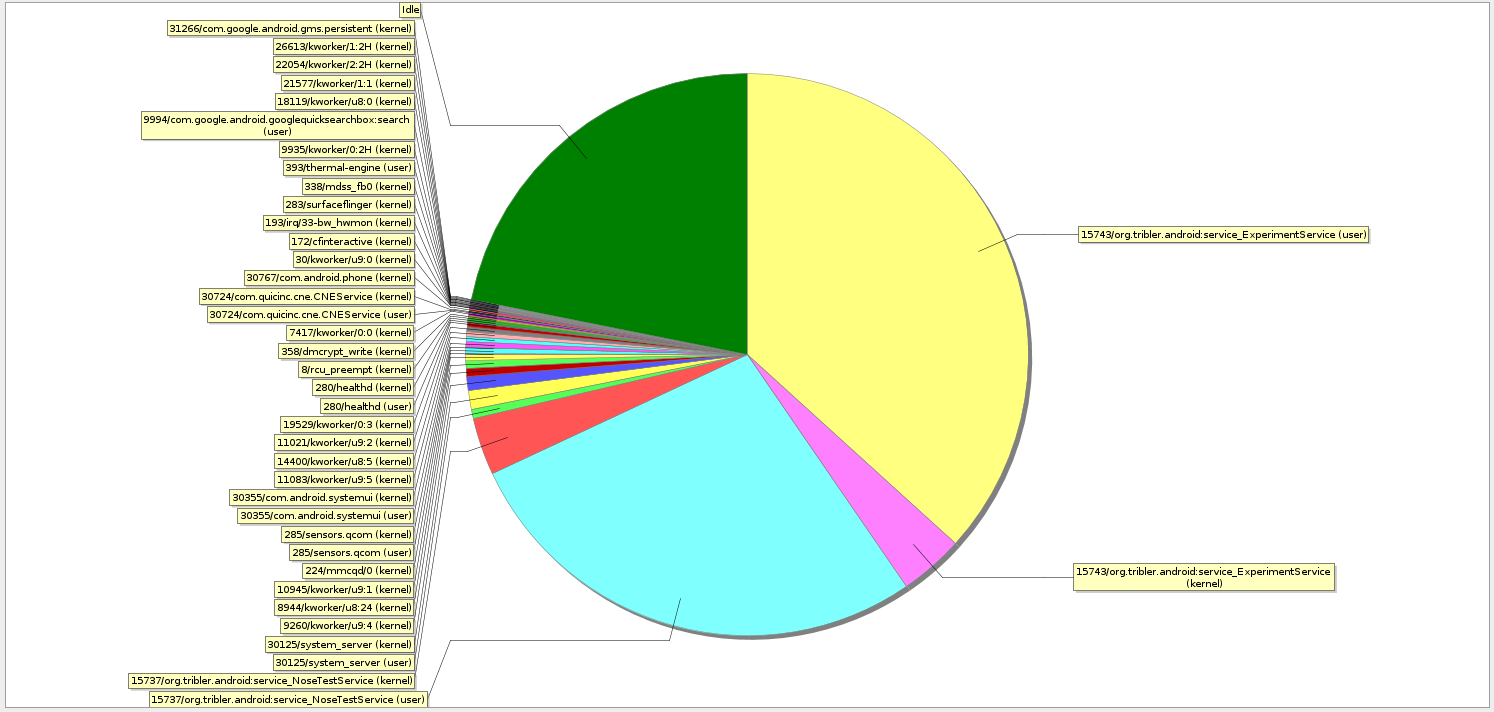 Idle
31266/com.google.android.gms.persistent (kernel)
26613/kworker/1:2H (kernel)
22054/kworker/2:2H (kernel)
21577/kworker/1:1 (kernel)
18119/kworker/u8:0 (kernel)
9994/com.google.android.googlequicksearchbox:search
(user)
9935/kworker/0:2H (kernel)
393/thermal-engine (user)
338/mdss_fb0 (kernel)
283/surfaceflinger (kernel)
193/irq/33-bw_hwmon (kernel)
172/cfinteractive (kernel)
30/kworker/u9:0 (kernel)
30767/com.android.phone (kernel)
30724/com.quicinc.cne.CNEService (kernel)
30724/com.quicinc.cne.CNEService (user)
7417/kworker/0:0 (kernel)
358/dmcrypt_write (kernel)
8/rcu_preempt (kernel)
280/healthd (kernel)
280/healthd (user)
19529/kworker/0:3 (kernel)
11021/kworker/u9:2 (kernel)
14400/kworker/u8:5 (kernel)
11083/kworker/u9:5 (kernel)
30355/com.android.systemui (kernel)
30355/com.android.systemui (user)
285/sensors.qcom (kernel)
285/sensors.qcom (user)
224/mmcqd/0 (kernel)
10945/kworker/u9:1 (kernel)
8944/kworker/u8:24 (kernel)
9260/kworker/u9:4 (kernel)
30125/system_server (kernel)
30125/system_server (user)
15737/org.tribler.android:service_NoseTestService (kernel)
15737/org.tribler.android:service_NoseTestService (user)
15743/org.tribler.android:service_ExperimentService (user)
15743/org.tribler.android:service_ExperimentService
(kernel)